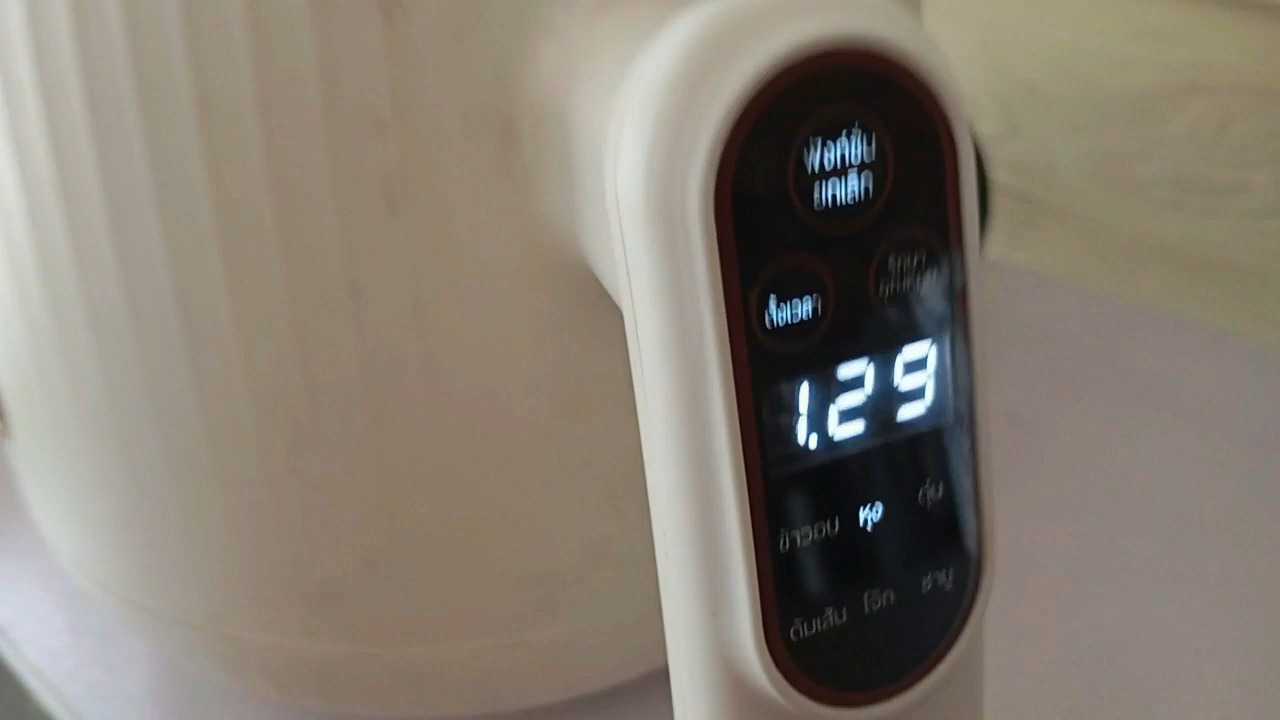 ฟังก์ชั่น
ยกเลิก
ตั้งเวลา
1.29
ข้าวอบ หุง ตุ๋น
ต้มเส้น โจ๊ก ชาบู